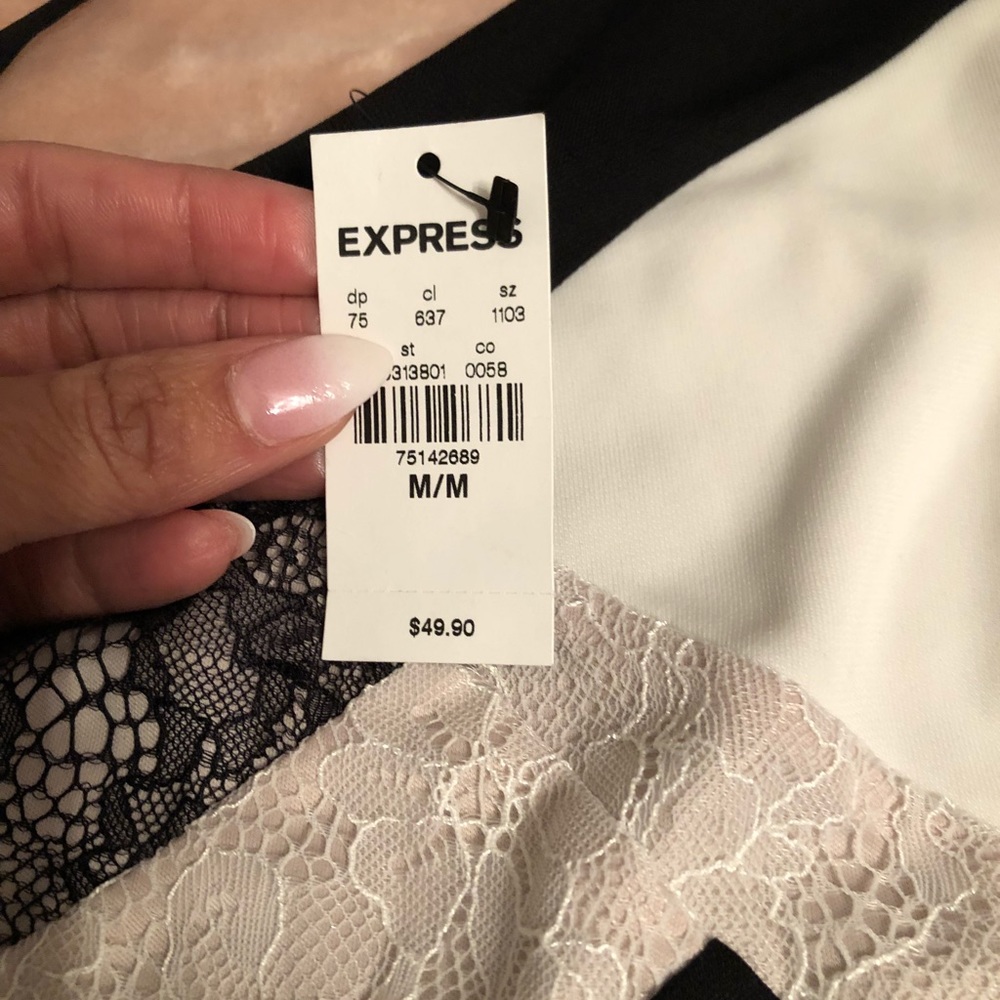 EXPRESS
dp cl sz
75 637 1103
st co
313801 0058
75142689
M/M
$49.90